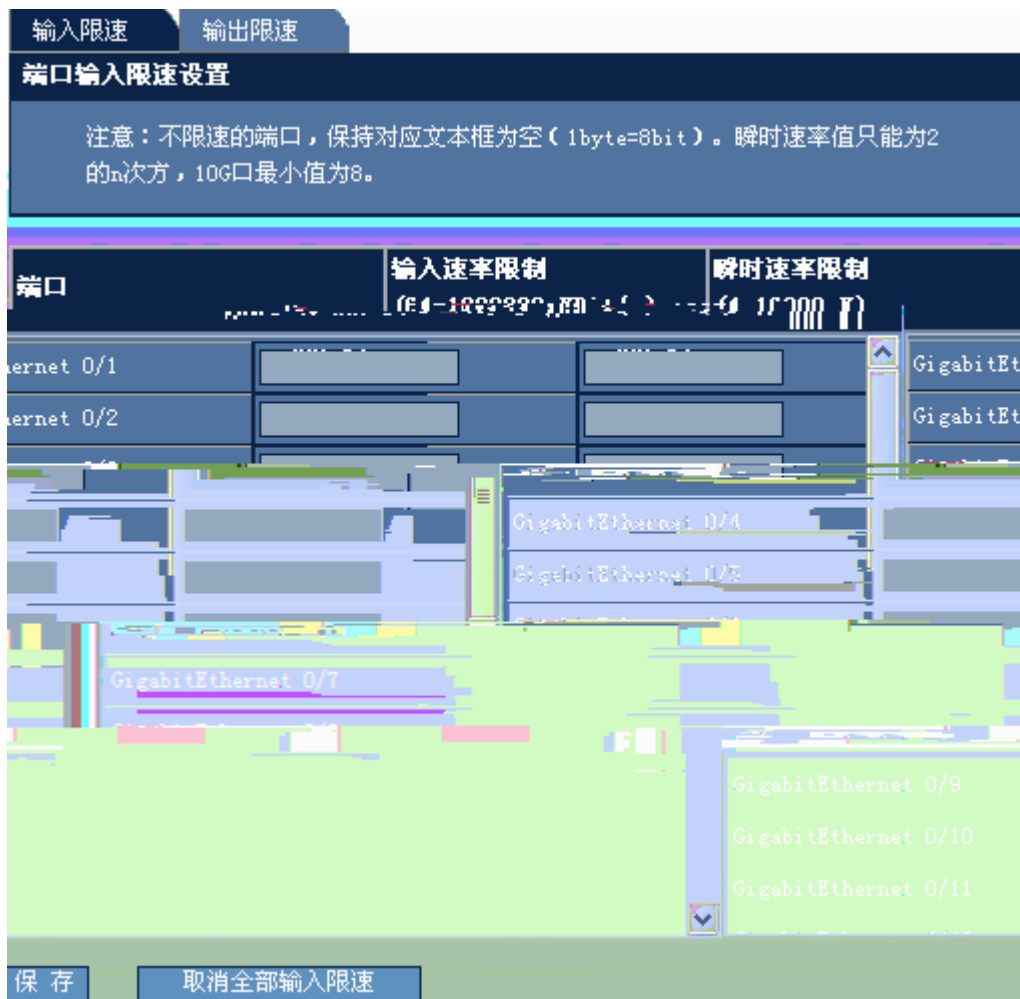 输入限速 输出限速
端口输入限速设置
注意：不限速的端口，保持对应文本框为空(1byte=8bit)。瞬时速率值只能为2
的n次方，10G口最小值为8。
端口 输入速率限制 瞬时速率限制
ernet 0/1 GigabitEt
ernet 0/2 GigabitEt
GigabitEthernet 0/4
GigabitEthernet 0/5
GigabitEthernet 0/7
GigabitEthernet 0/9
GigabitEthernet 0/10
GigabitEthernet 0/11
保 存 取消全部输入限速